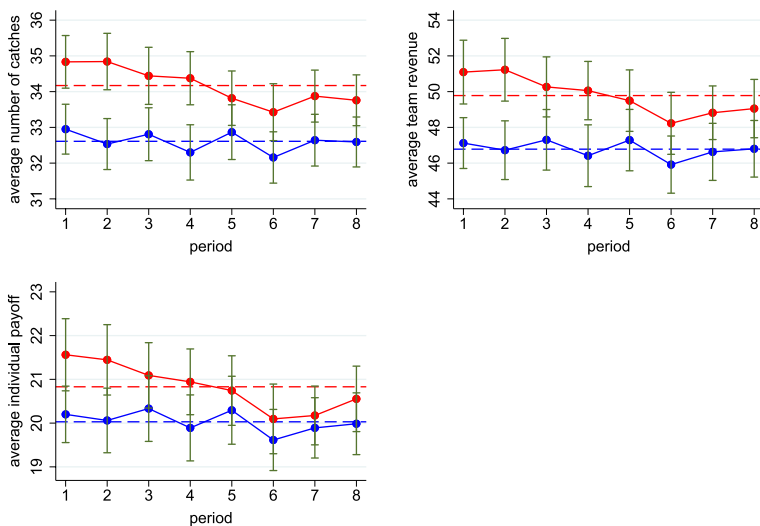 average number of catches
36
35
34
33
32
31
1 2 3 4 5 6 7 8
period
average team revenue
54
52
50
48
46
44
1 2 3 4 5 6 7 8
period
average individual payoff
23
22
21
20
19
1 2 3 4 5 6 7 8
period